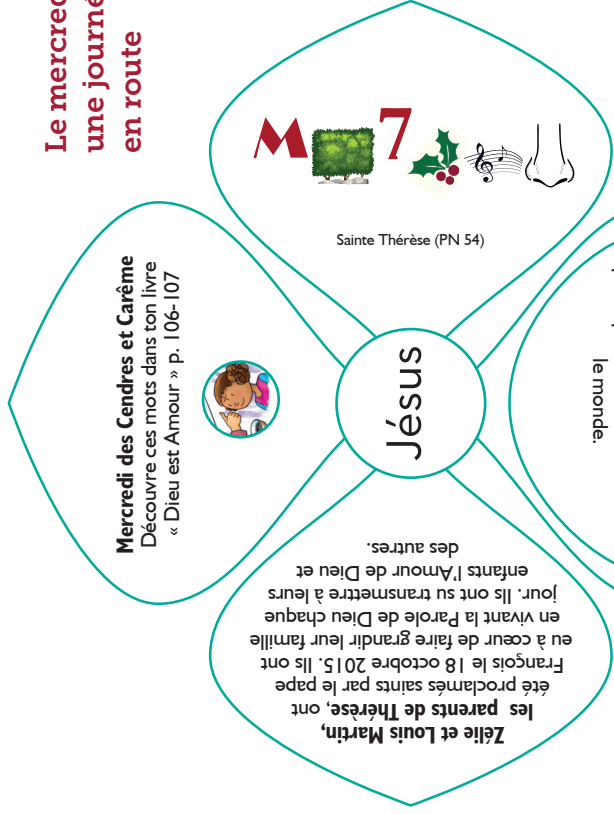 Le mercred
une journé
en route
Mercredi des Cendres et Carême
Découvre ces mots dans ton livre
« Dieu est Amour » p. 106-107
M 7
Sainte Thérèse (PN 54)
Jésus
le monde.
Zélie et Louis Martin,
les parents de Thérèse, ont
été proclamés saints par le pape
François le 18 octobre 2015. Ils ont
eu à cœur de faire grandir leur famille
en vivant la Parole de Dieu chaque
jour. Ils ont su transmettre à leurs
enfants l'Amour de Dieu et
des autres.